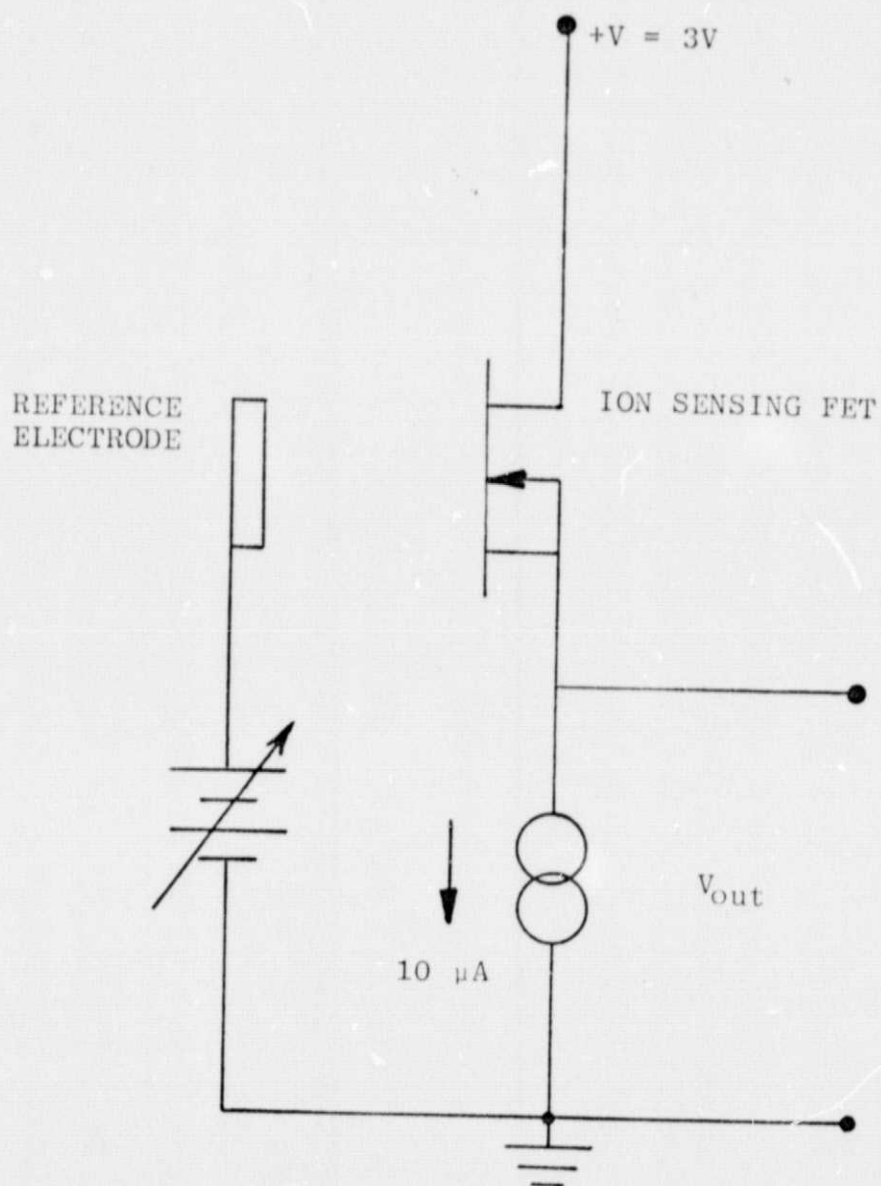 +V = 3V
REFERENCE
ELECTRODE
ION SENSING FET
Vout
10 µA